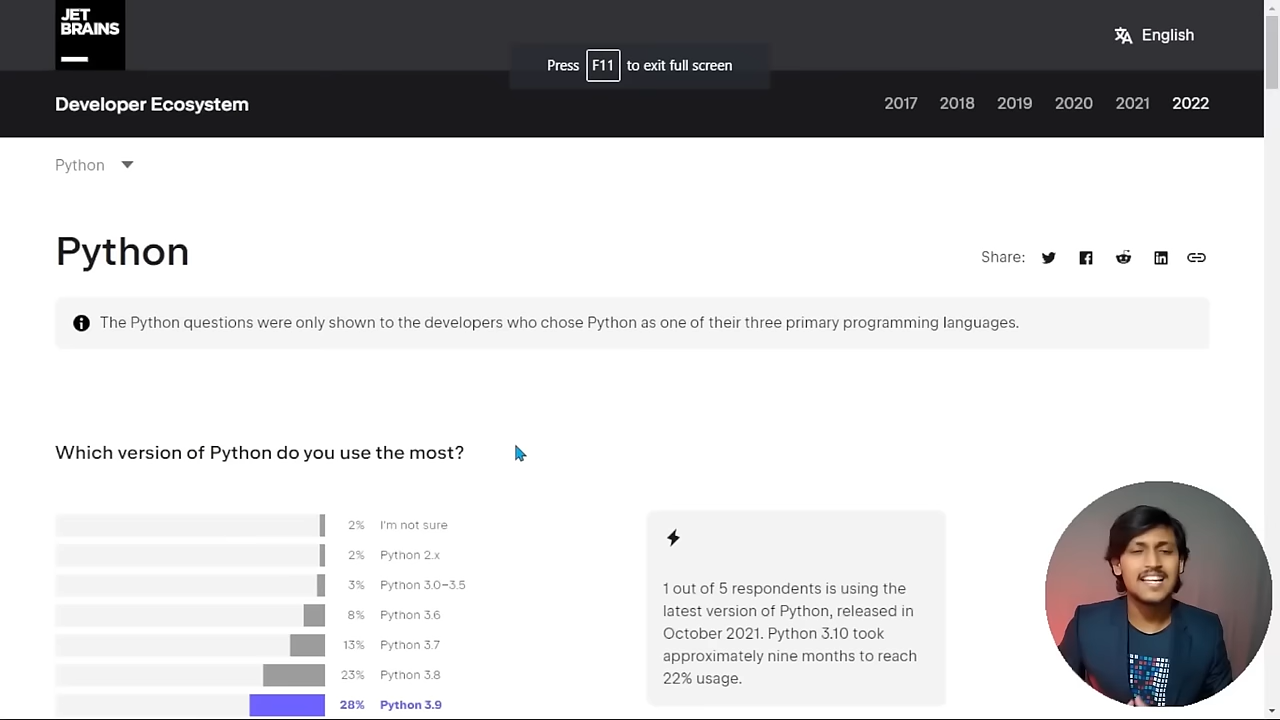 JET
BRAINS
English
Press F11 to exit full screen
Developer Ecosystem
2017 2018 2019 2020 2021 2022
Python
Python
Share:
The Python questions were only shown to the developers who chose Python as one of their three primary programming languages.
Which version of Python do you use the most?
2% I'm not sure
2% Python 2.x
3% Python 3.0–3.5
8% Python 3.6
13% Python 3.7
23% Python 3.8
28% Python 3.9
1 out of 5 respondents is using the
latest version of Python, released in
October 2021. Python 3.10 took
approximately nine months to reach
22% usage.